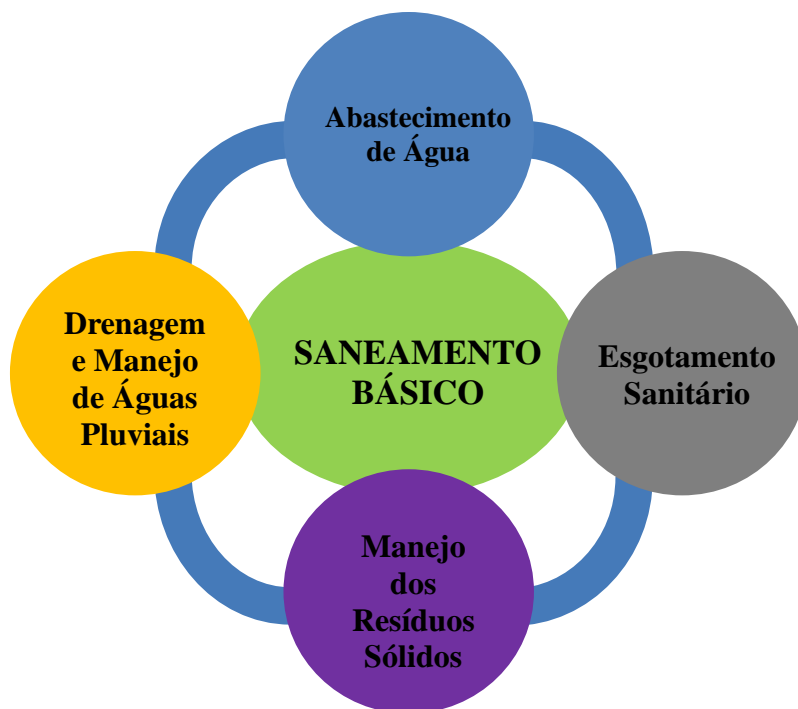 Abastecimento
de Água
Drenagem
e Manejo
de Águas
Pluviais
SANEAMENTO
BÁSICO
Esgotamento
Sanitário
Manejo
dos
Resíduos
Sólidos